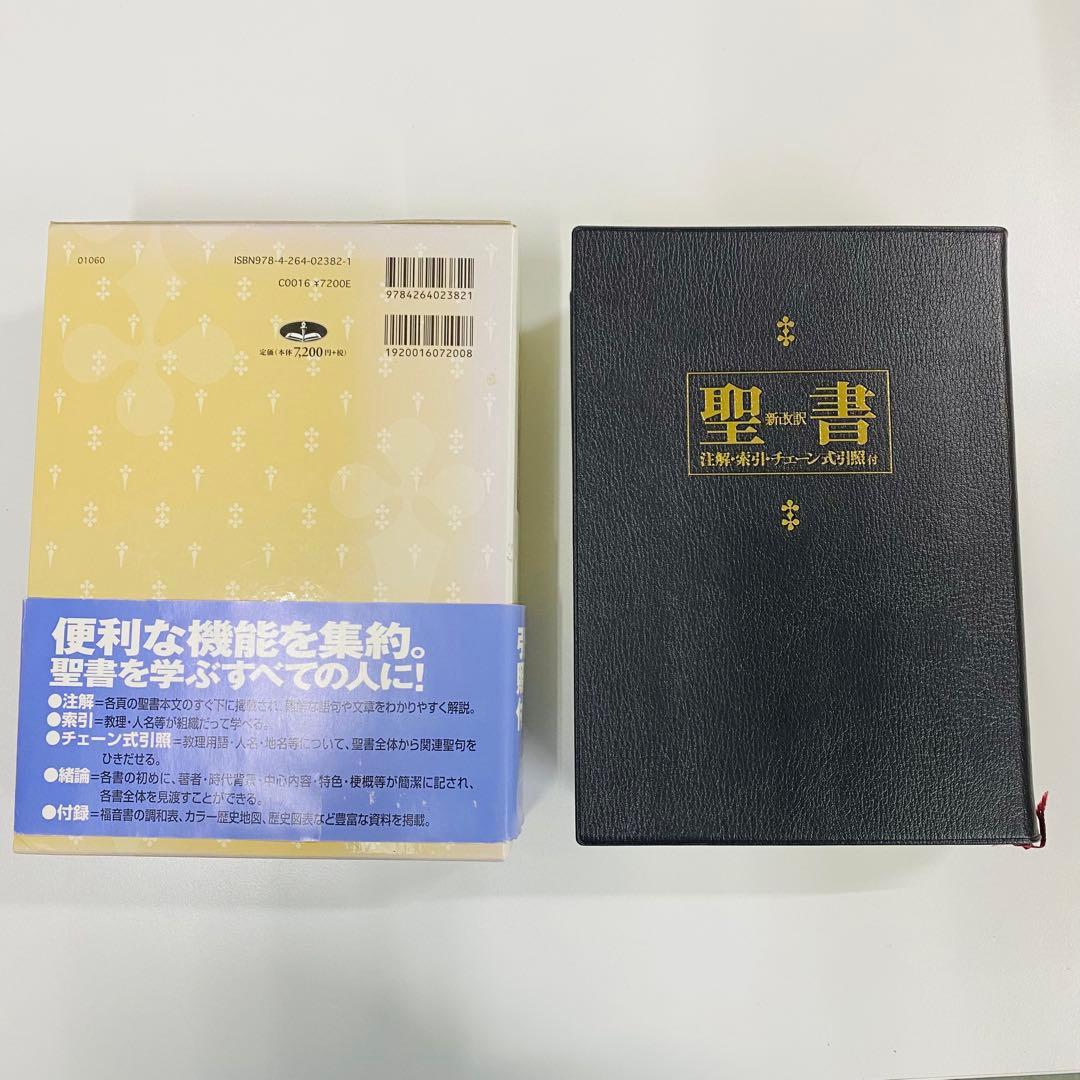 01060
ISBN978-4-264-02382-1
C0016 ¥7200E
9784264023821
定価(本体7,200円+税)
1920016072008
便利な機能を集約。
聖書を学ぶすべての人に!
●注解=各頁の聖書本文のすぐ下に掲載され、難解な語句や文章をわかりやすく解説。
●索引=教理・人名等が組織だって学べる。
●チェーン式引照=教理用語・人名・地名等について、聖書全体から関連聖句を
ひきだせる。
●緒論=各書の初めに、著者・時代背景・中心内容・特色・梗概等が簡潔に記され、
各書全体を見渡すことができる。
●付録=福音書の調和表、カラー歴史地図、歴史図表など豊富な資料を掲載。
聖 新改訳 書
注解・索引・チェーン式引照付